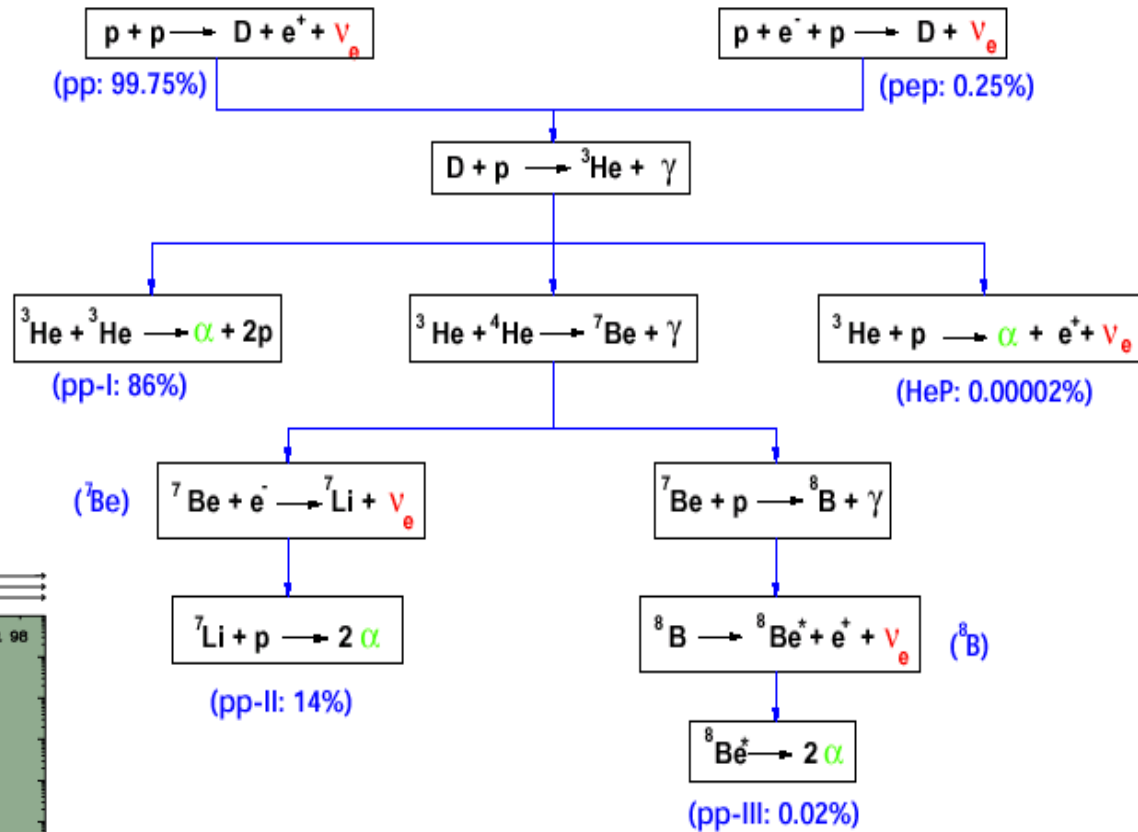 p + p → D + e⁺ + νₑ
p + e⁻ + p → D + νₑ
(pp: 99.75%)
(pep: 0.25%)
D + p → ³He + γ
³He + ³He → α + 2p
³He + ⁴He → ⁷Be + γ
³He + p → α + e⁺ + νₑ
(pp-I: 86%)
(HeP: 0.00002%)
(⁷Be)
⁷Be + e⁻ → ⁷Li + νₑ
⁷Be + p → ⁸B + γ
⁷Li + p → 2 α
⁸B → ⁸Be* + e⁺ + νₑ
(⁸B)
(pp-II: 14%)
⁸Be* → 2 α
(pp-III: 0.02%)
98